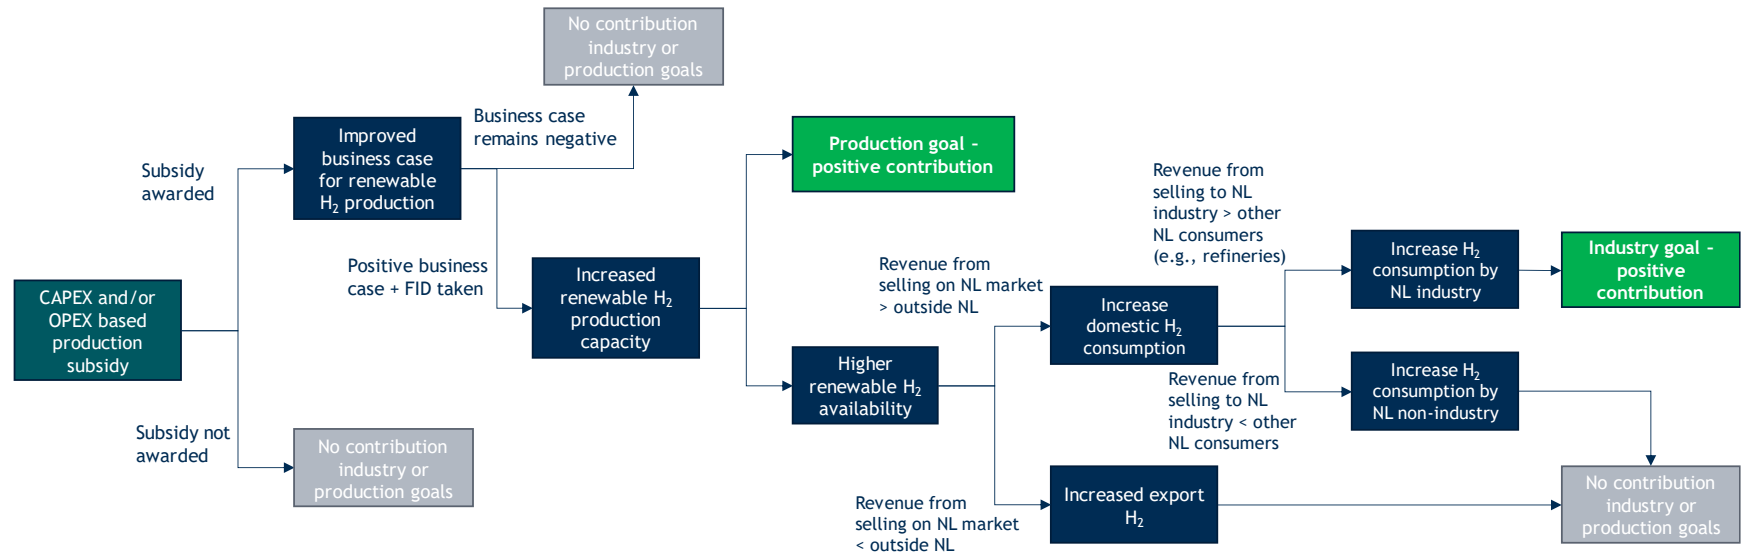 No contribution
industry or
production goals
Business case
remains negative
Improved
business case
for renewable
H₂ production
Subsidy
awarded
Production goal -
positive contribution
Revenue from
selling to NL
industry > other
NL consumers
(e.g., refineries)
Positive business
case + FID taken
Increased
renewable H₂
production
capacity
Revenue from
selling on NL market
> outside NL
Increase H₂
consumption by
NL industry
Industry goal -
positive
contribution
CAPEX and/or
OPEX based
production
subsidy
Increase
domestic H₂
consumption
Higher
renewable H₂
availability
Revenue from
selling to NL
industry < other
NL consumers
Increase H₂
consumption by
NL non-industry
Subsidy not
awarded
No contribution
industry or
production goals
Revenue from
selling on NL market
< outside NL
Increased export
H₂
No contribution
industry or
production goals